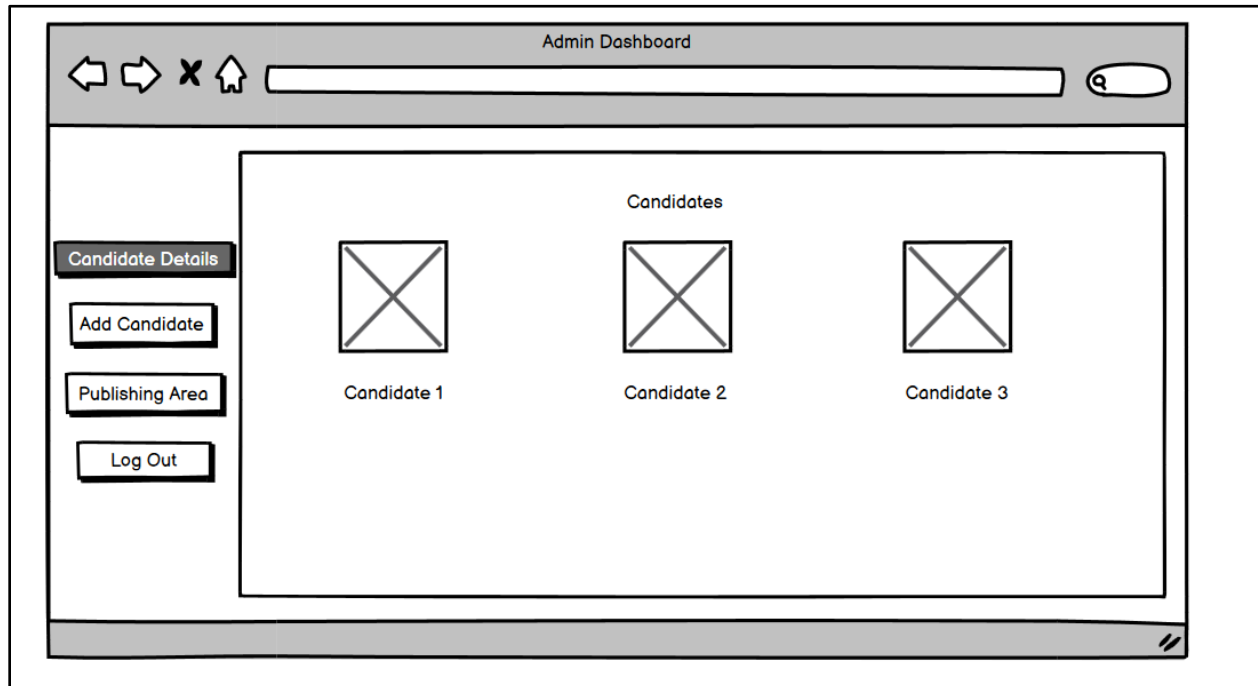 Admin Dashboard
Candidates
Candidate Details
Add Candidate
Publishing Area
Log Out
Candidate 1
Candidate 2
Candidate 3